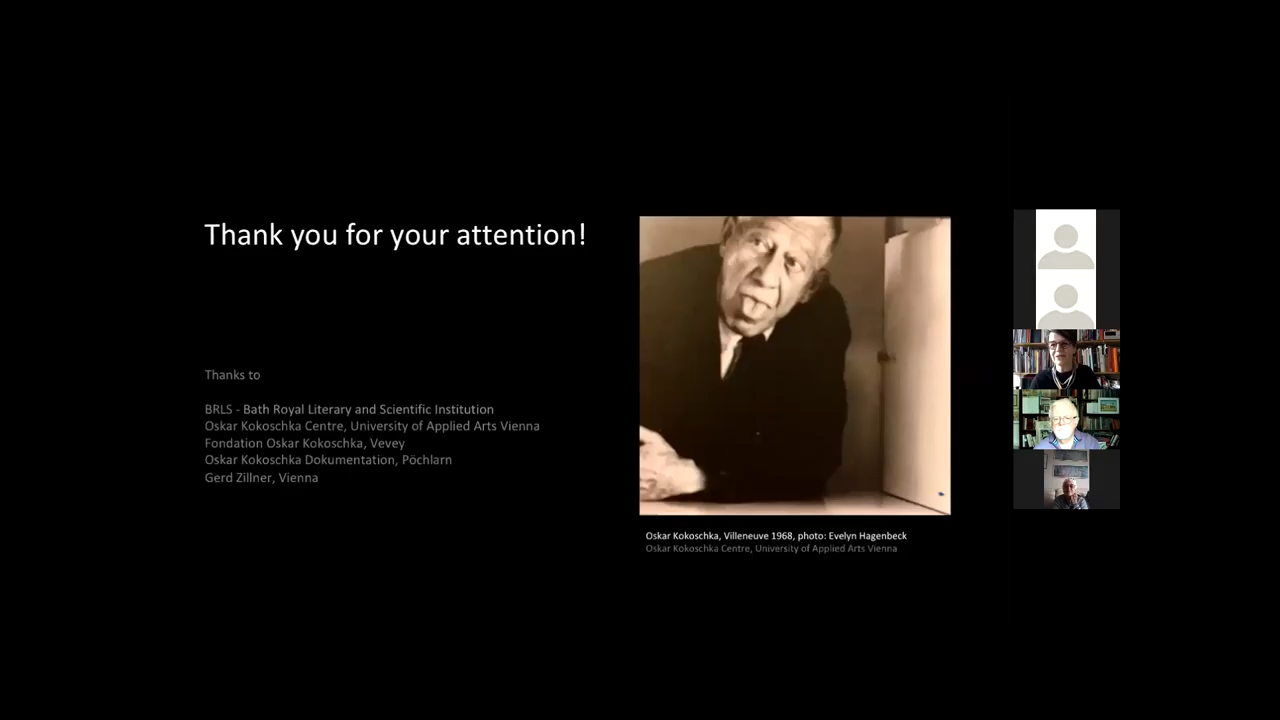 Thank you for your attention!
Thanks to
BRLS - Bath Royal Literary and Scientific Institution
Oskar Kokoschka Centre, University of Applied Arts Vienna
Fondation Oskar Kokoschka, Vevey
Oskar Kokoschka Dokumentation, Pöchlarn
Gerd Zillner, Vienna
Oskar Kokoschka, Villeneuve 1968, photo: Evelyn Hagenbeck
Oskar Kokoschka Centre, University of Applied Arts Vienna